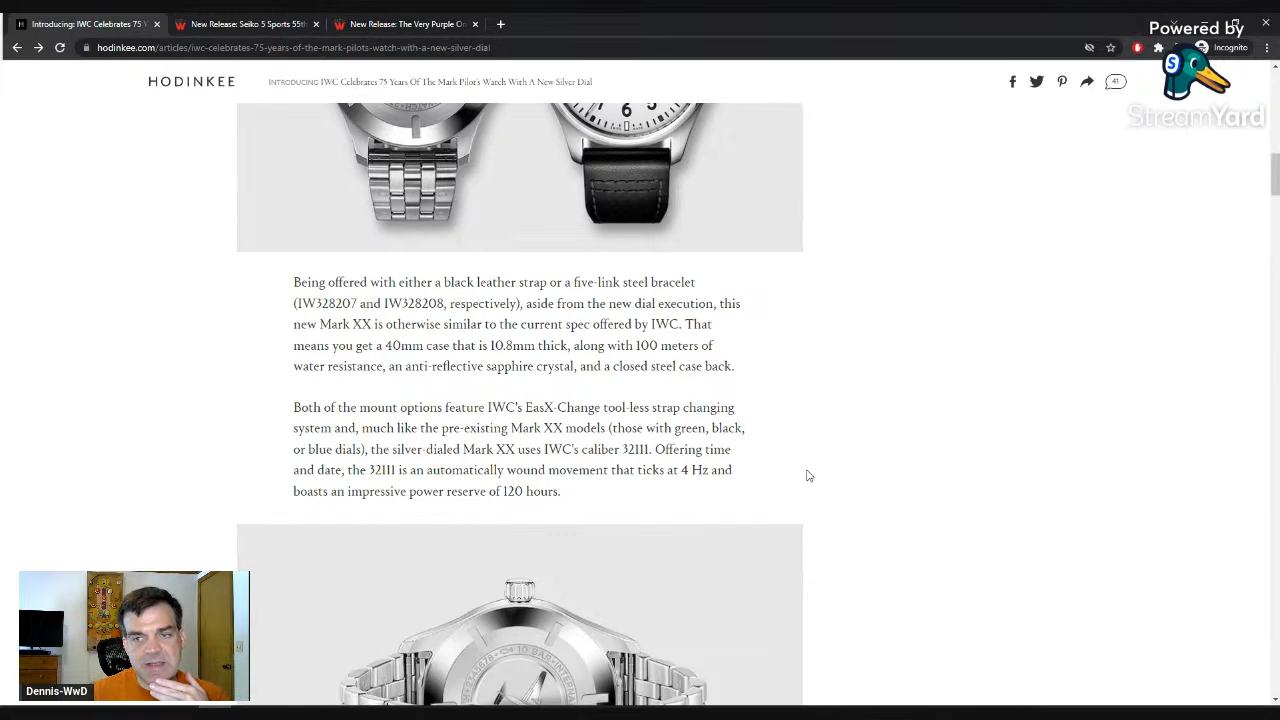 Introducing: IWC Celebrates 75 Y
New Release: Seiko 5 Sports 55th
New Release: The Very Purple On
Powered by
hodinkee.com/articles/iwc-celebrates-75-years-of-the-mark-pilots-watch-with-a-new-silver-dial
Incognito
HODINKEE
INTRODUCING IWC Celebrates 75 Years Of The Mark Pilot's Watch With A New Silver Dial
41
StreamYard
6
Being offered with either a black leather strap or a five-link steel bracelet
(IW328207 and IW328208, respectively), aside from the new dial execution, this
new Mark XX is otherwise similar to the current spec offered by IWC. That
means you get a 40mm case that is 10.8mm thick, along with 100 meters of
water resistance, an anti-reflective sapphire crystal, and a closed steel case back.
Both of the mount options feature IWC's EasX-Change tool-less strap changing
system and, much like the pre-existing Mark XX models (those with green, black,
or blue dials), the silver-dialed Mark XX uses IWC's caliber 32111. Offering time
and date, the 32111 is an automatically wound movement that ticks at 4 Hz and
boasts an impressive power reserve of 120 hours.
10 BAR
Dennis-WwD